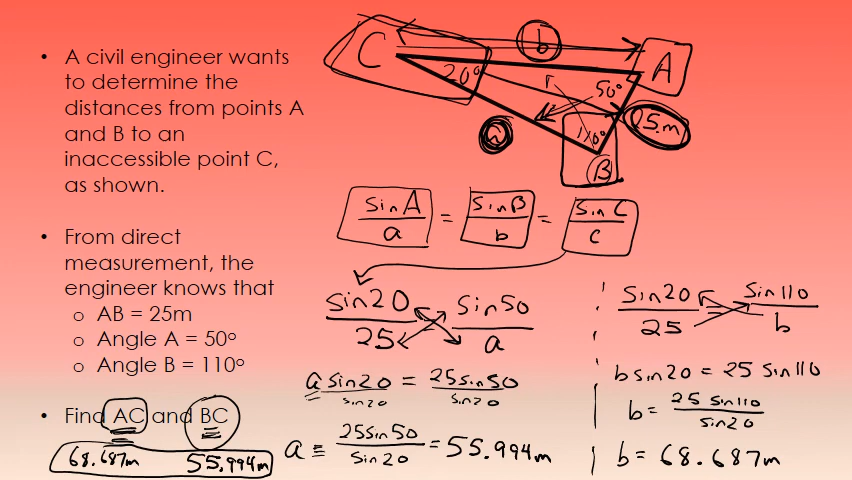 • A civil engineer wants
to determine the
distances from points A
and B to an
inaccessible point C,
as shown.
• From direct
measurement, the
engineer knows that
o AB = 25m
o Angle A = 50°
o Angle B = 110°
• Find AC and BC
68.687m 55.994m
C
b
A
20°
50°
25m
110°
a
B
sinA/a = sinB/b = sinC/c
sin20/25 sin50/a
a sin20/sin20 = 25sin50/sin20
a = 25sin50/sin20 = 55.994m
sin20/25 = sin110/b
b sin20 = 25 sin110
b = 25 sin110/sin20
b = 68.687m